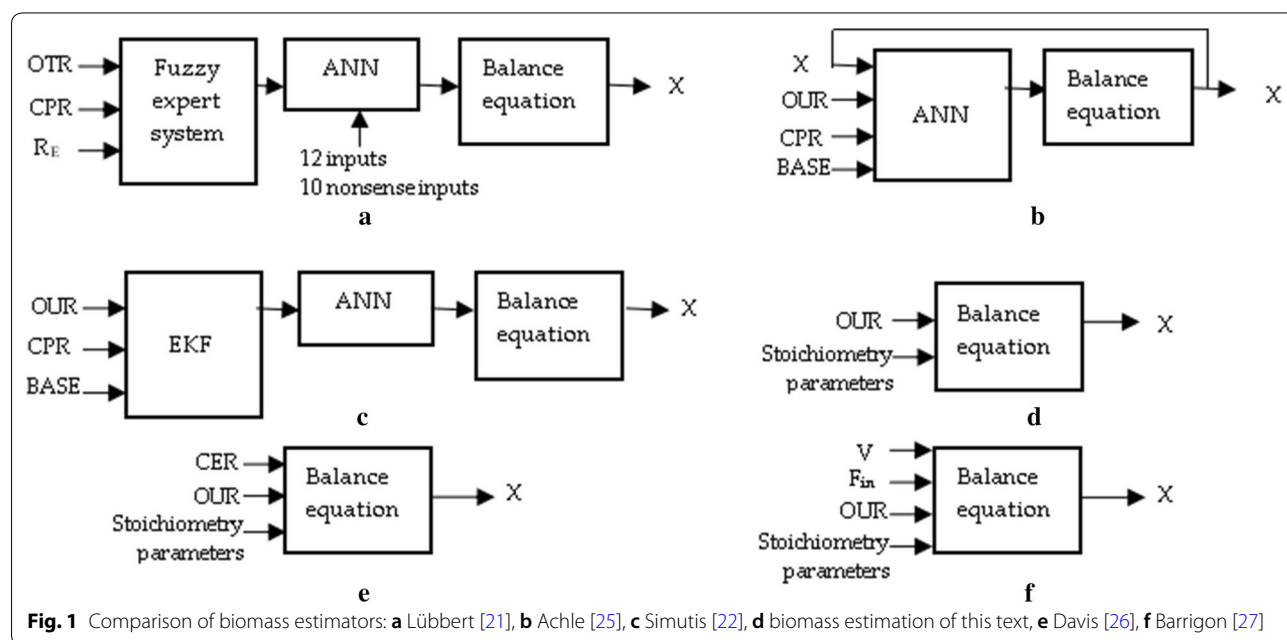 OTR
CPR
R_E
Fuzzy
expert
system
ANN
12 inputs
10 nonsense inputs
Balance
equation
X
a
X
OUR
CPR
BASE
ANN
Balance
equation
X
b
OUR
CPR
BASE
EKF
ANN
Balance
equation
X
c
OUR
Stoichiometry
parameters
Balance
equation
X
d
CER
OUR
Stoichiometry
parameters
Balance
equation
X
e
V
F_in
OUR
Stoichiometry
parameters
Balance
equation
X
f
Fig. 1 Comparison of biomass estimators: a Lübbert [21], b Achle [25], c Simutis [22], d biomass estimation of this text, e Davis [26], f Barrigon [27]